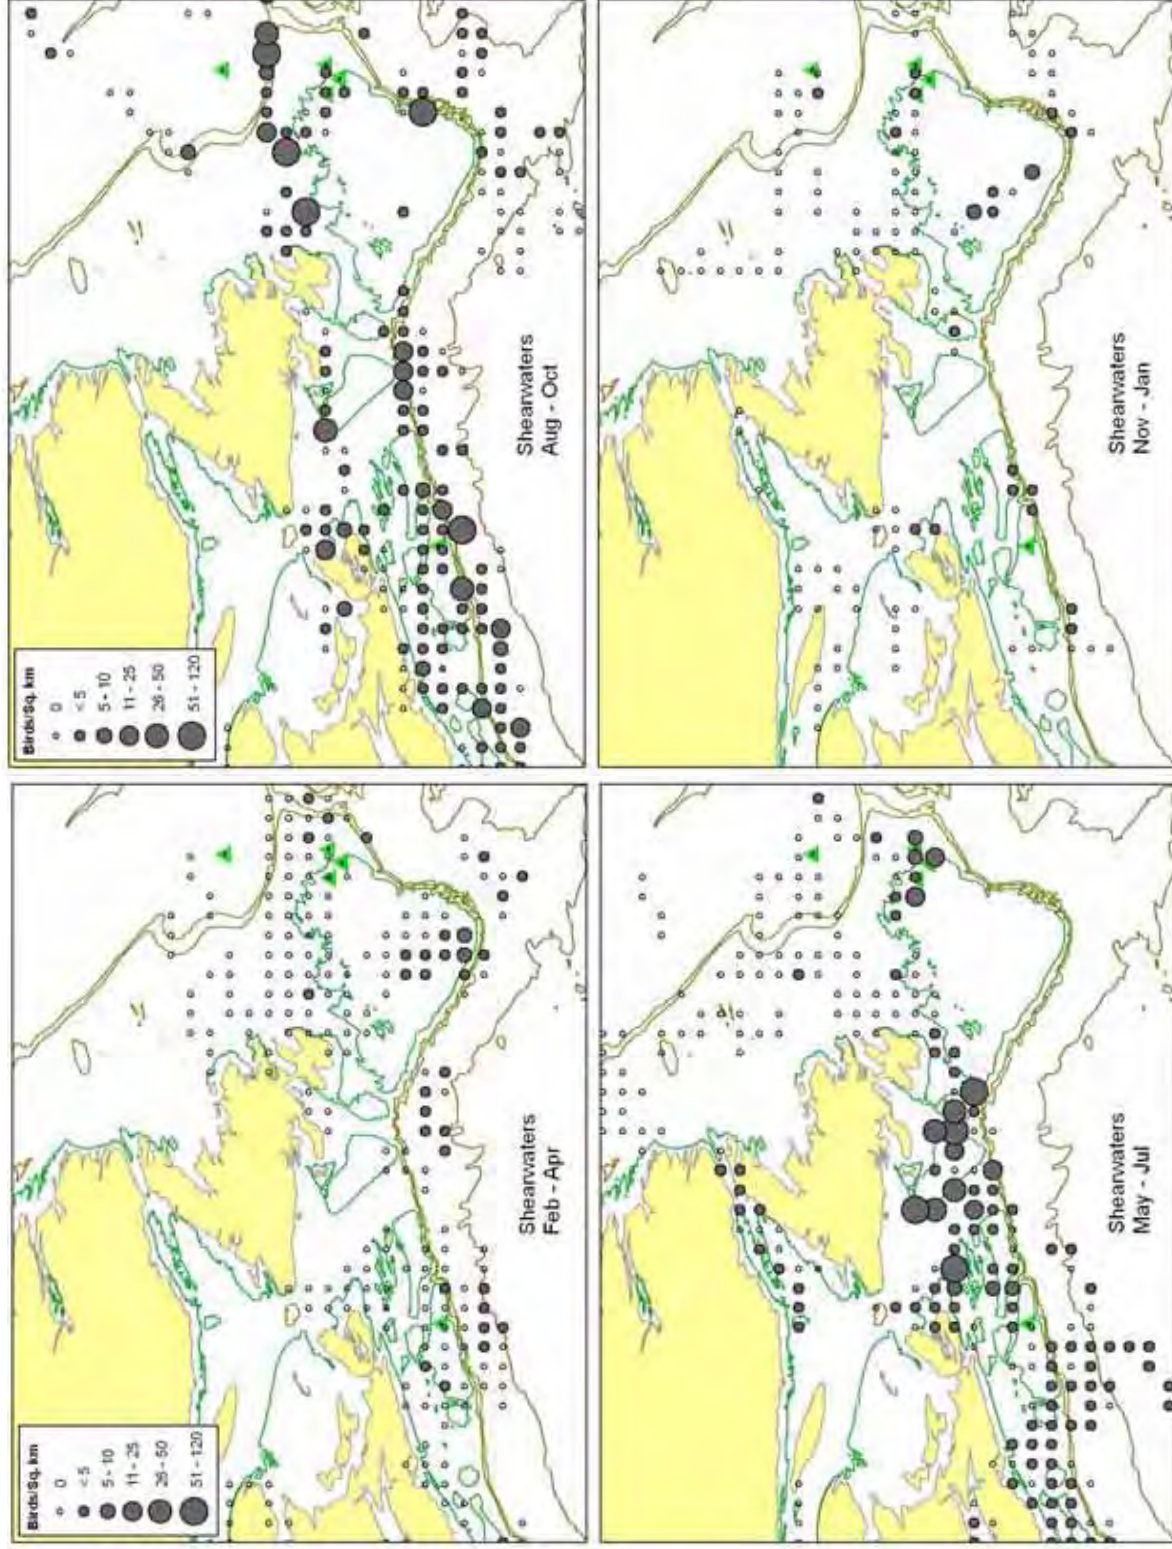 Birds/Sq. km
0
< 5
5 - 10
11 - 25
26 - 50
51 - 120
Shearwaters
Feb - Apr
Birds/Sq. km
0
< 5
5 - 10
11 - 25
26 - 50
51 - 120
Shearwaters
Aug - Oct
Shearwaters
May - Jul
Shearwaters
Nov - Jan